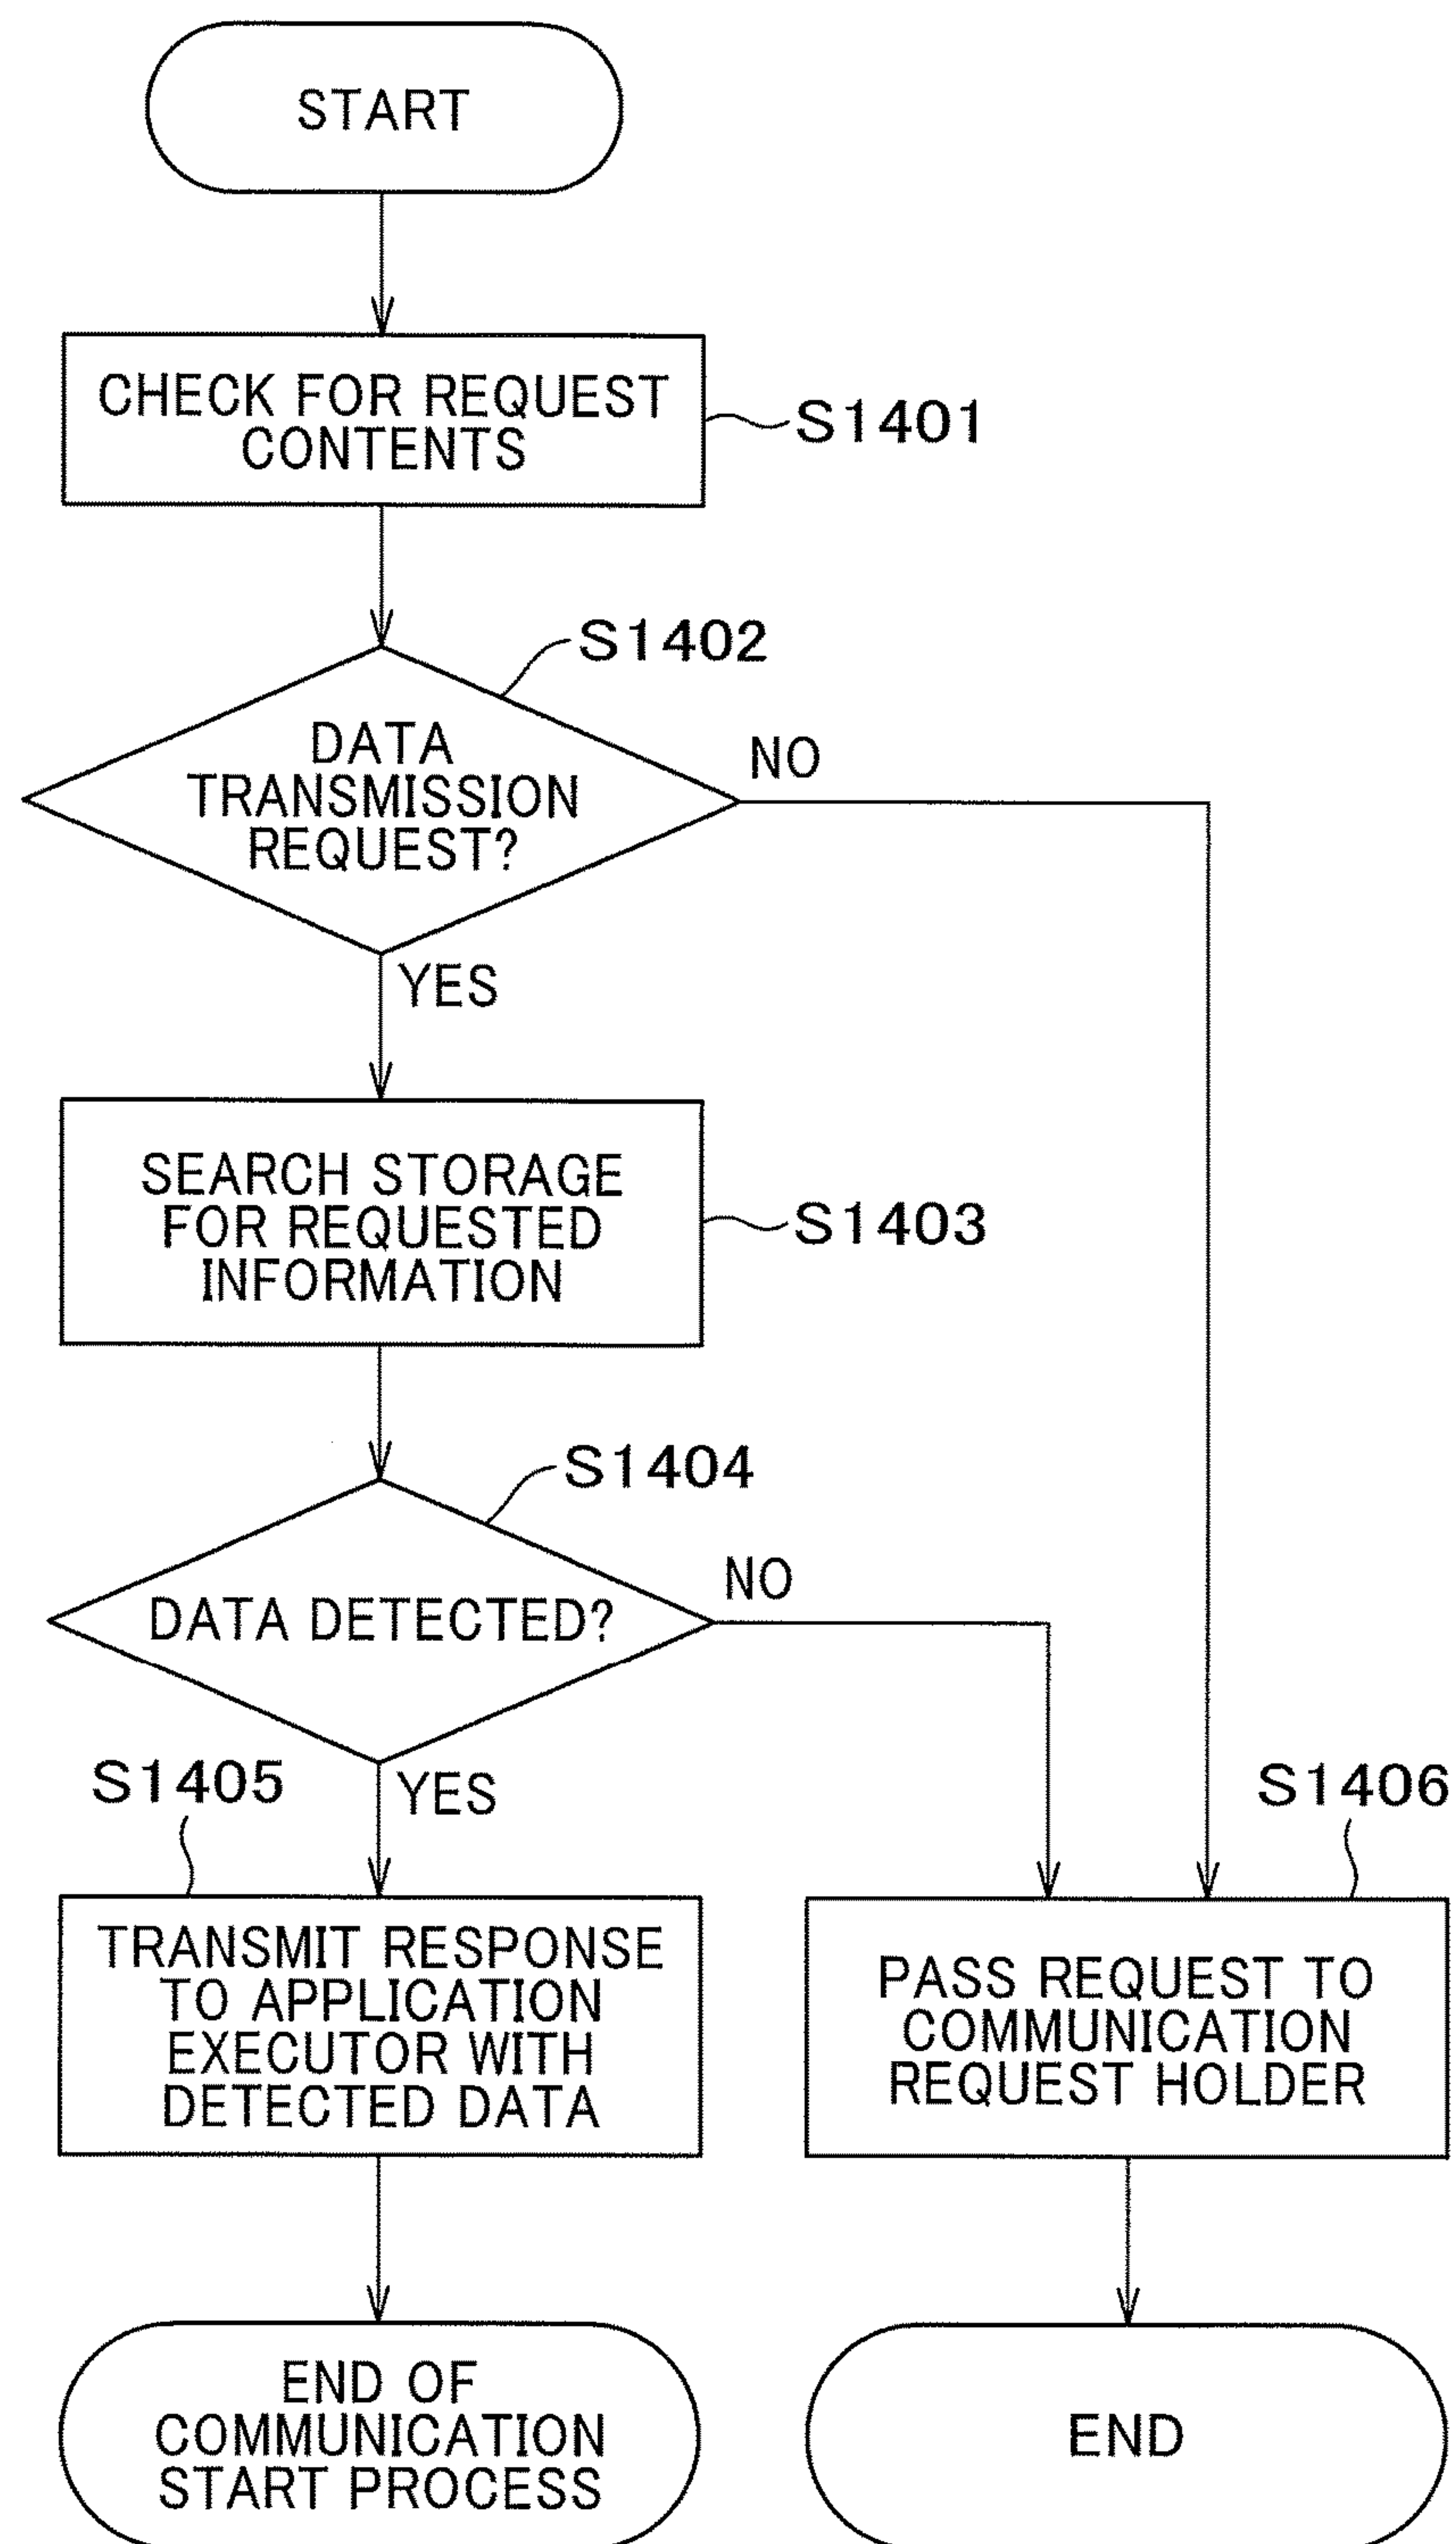 START
CHECK FOR REQUEST
CONTENTS
S1401
S1402
DATA
TRANSMISSION
REQUEST?
NO
YES
SEARCH STORAGE
FOR REQUESTED
INFORMATION
S1403
S1404
DATA DETECTED?
NO
YES
S1405
TRANSMIT RESPONSE
TO APPLICATION
EXECUTOR WITH
DETECTED DATA
S1406
PASS REQUEST TO
COMMUNICATION
REQUEST HOLDER
END OF
COMMUNICATION
START PROCESS
END